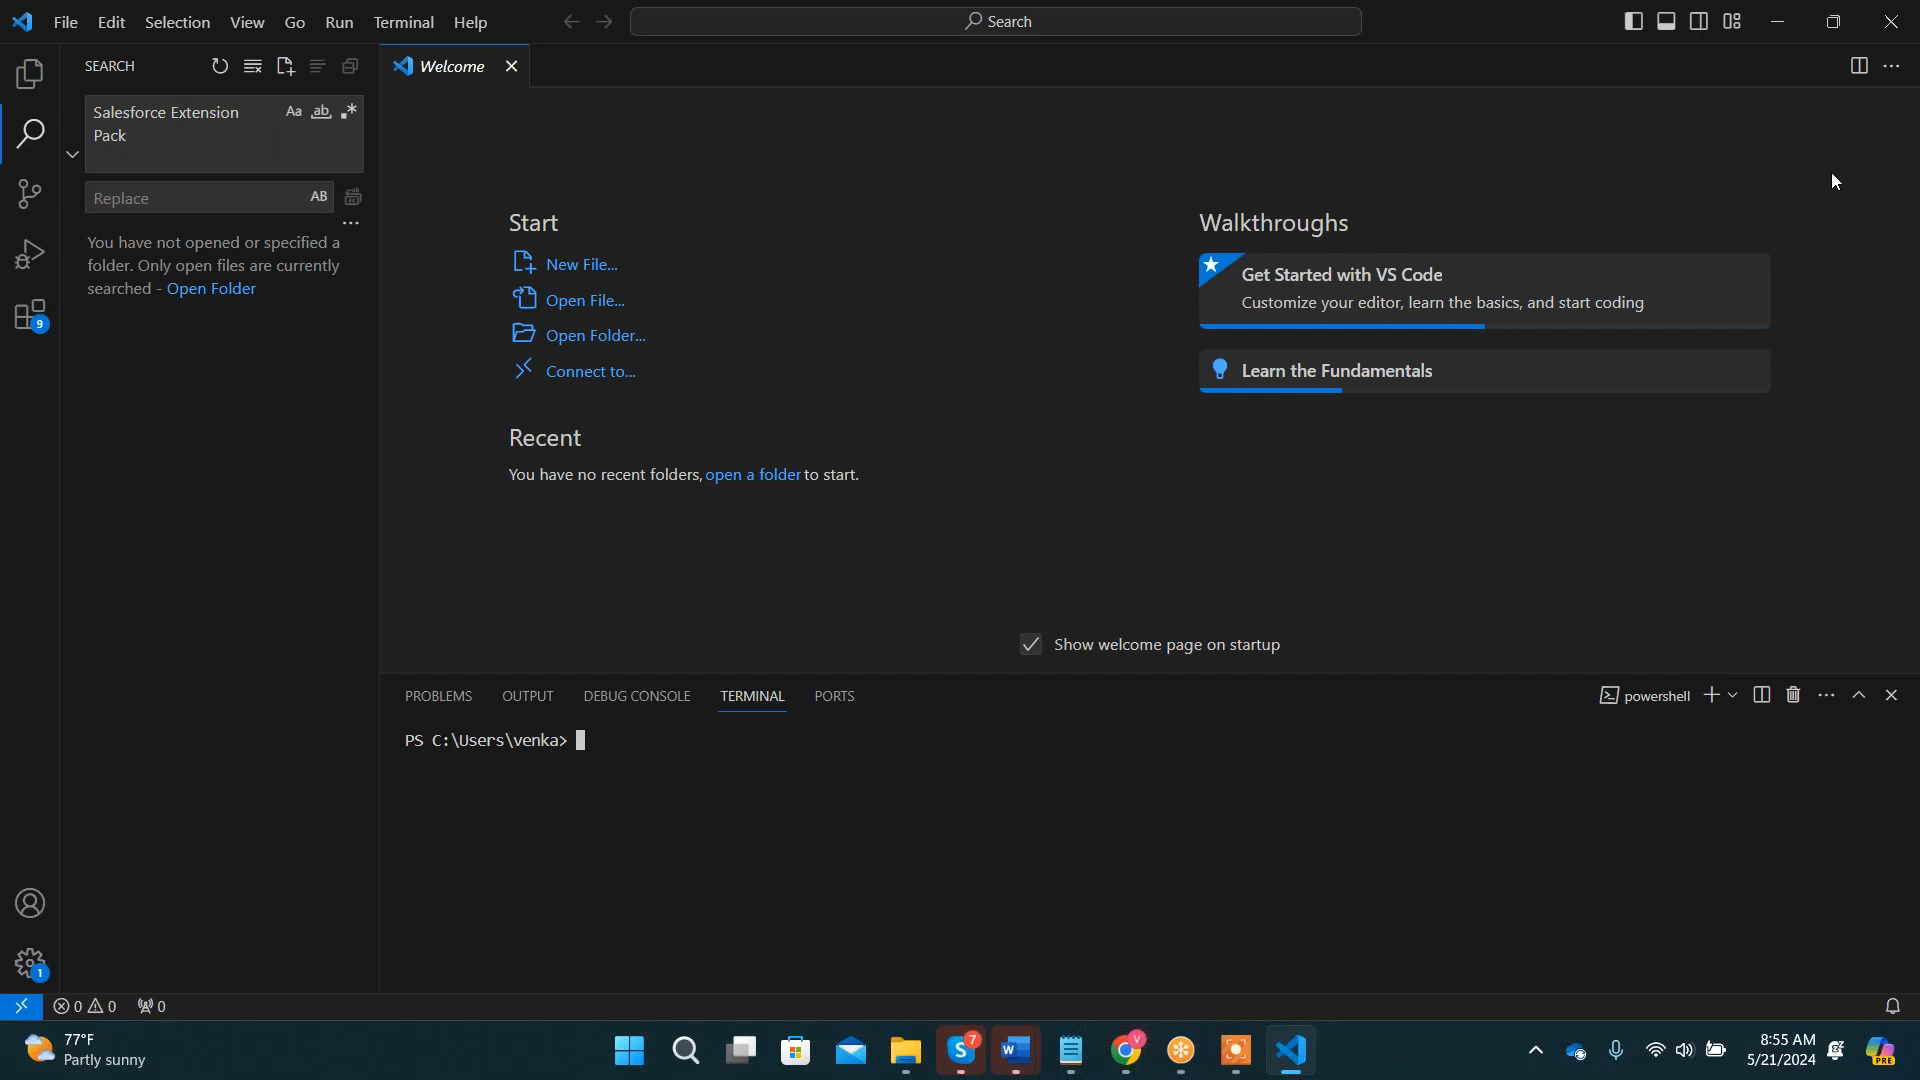 File Edit Selection View Go Run Terminal Help
Search
SEARCH
Welcome
Salesforce Extension
Pack
Aa ab
Replace
AB
You have not opened or specified a
folder. Only open files are currently
searched - Open Folder
9
Start
New File...
Open File...
Open Folder...
Connect to...
Recent
You have no recent folders, open a folder to start.
Walkthroughs
Get Started with VS Code
Customize your editor, learn the basics, and start coding
Learn the Fundamentals
Show welcome page on startup
PROBLEMS OUTPUT DEBUG CONSOLE TERMINAL PORTS
powershell
PS C:\Users\venka>
1
0 0 0
77°F
Partly sunny
S 7
W
V
8:55 AM
5/21/2024
PRE